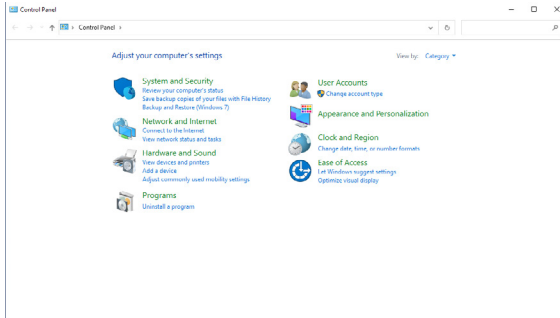 Control Panel
Control Panel
Adjust your computer's settings
View by: Category
System and Security
Review your computer's status
Save backup copies of your files with File History
Backup and Restore (Windows 7)
Network and Internet
Connect to the Internet
View network status and tasks
Hardware and Sound
View devices and printers
Add a device
Adjust commonly used mobility settings
Programs
Uninstall a program
User Accounts
Change account type
Appearance and Personalization
Clock and Region
Change date, time, or number formats
Ease of Access
Let Windows suggest settings
Optimize visual display